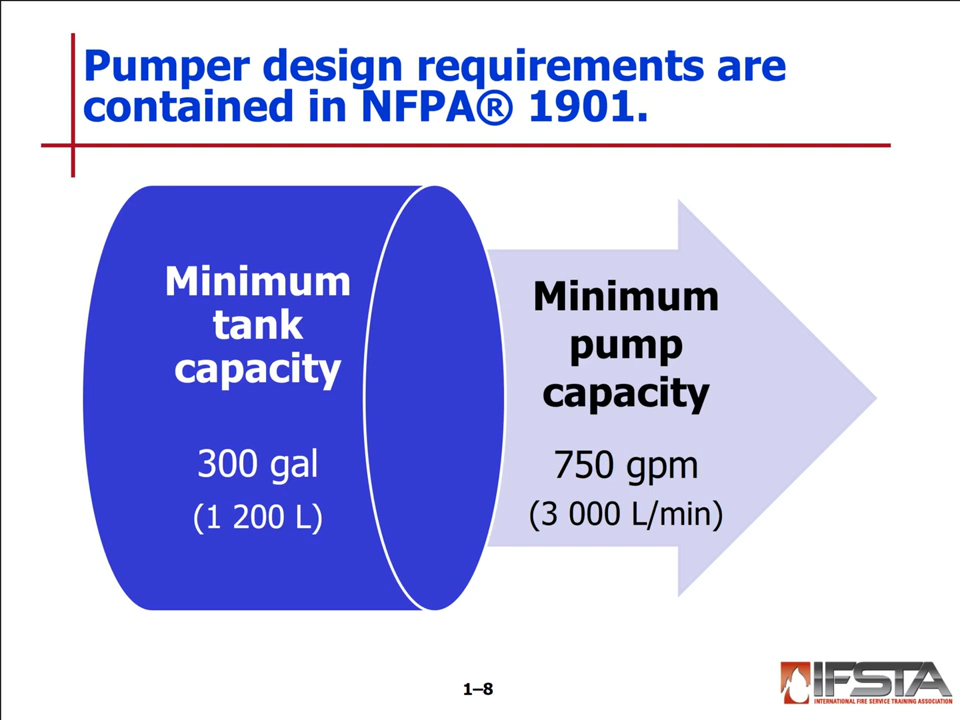 Pumper design requirements are
contained in NFPA® 1901.
Minimum
tank
capacity
300 gal
(1 200 L)
Minimum
pump
capacity
750 gpm
(3 000 L/min)
1–8
IFSTA
INTERNATIONAL FIRE SERVICE TRAINING ASSOCIATION